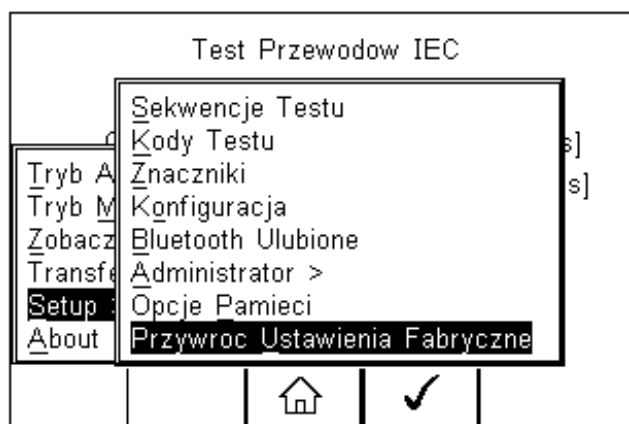 Test Przewodow IEC
Sekwencje Testu
Kody Testu
Znaczniki
Konfiguracja
Bluetooth Ulubione
Administrator >
Opcje Pamieci
Przywroc Ustawienia Fabryczne
s]
s]
Tryb A
Tryb M
Zobacz
Transfe
Setup
About